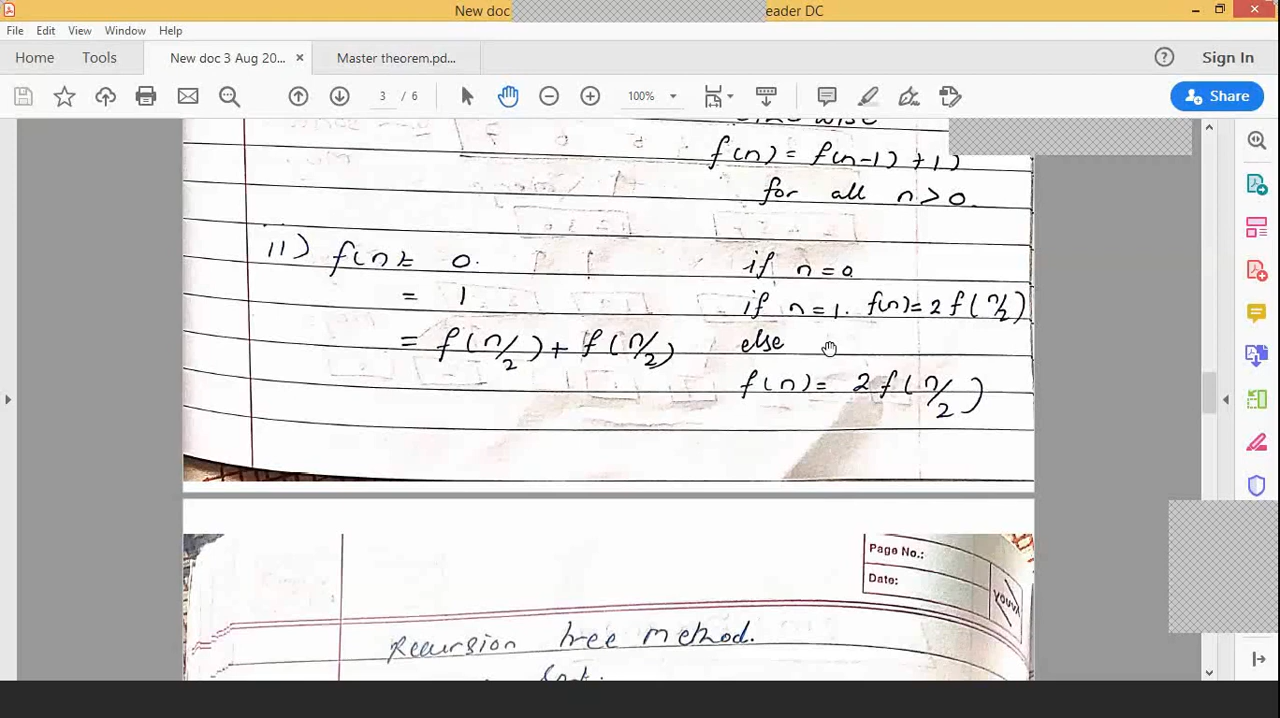 New doc eader DC
File Edit View Window Help
Home Tools New doc 3 Aug 20... × Master theorem.pd... Sign In
3 / 6 100% Share
f(n) = f(n-1) + 1)
for all n > 0.
11) f(n) = 0. if n = 0
= 1 if n = 1. f(n) = 2 f(n/2)
= f(n/2) + f(n/2) else
f(n) = 2 f(n/2)
Page No.:
Date:
YOUVA
Recursion tree method.